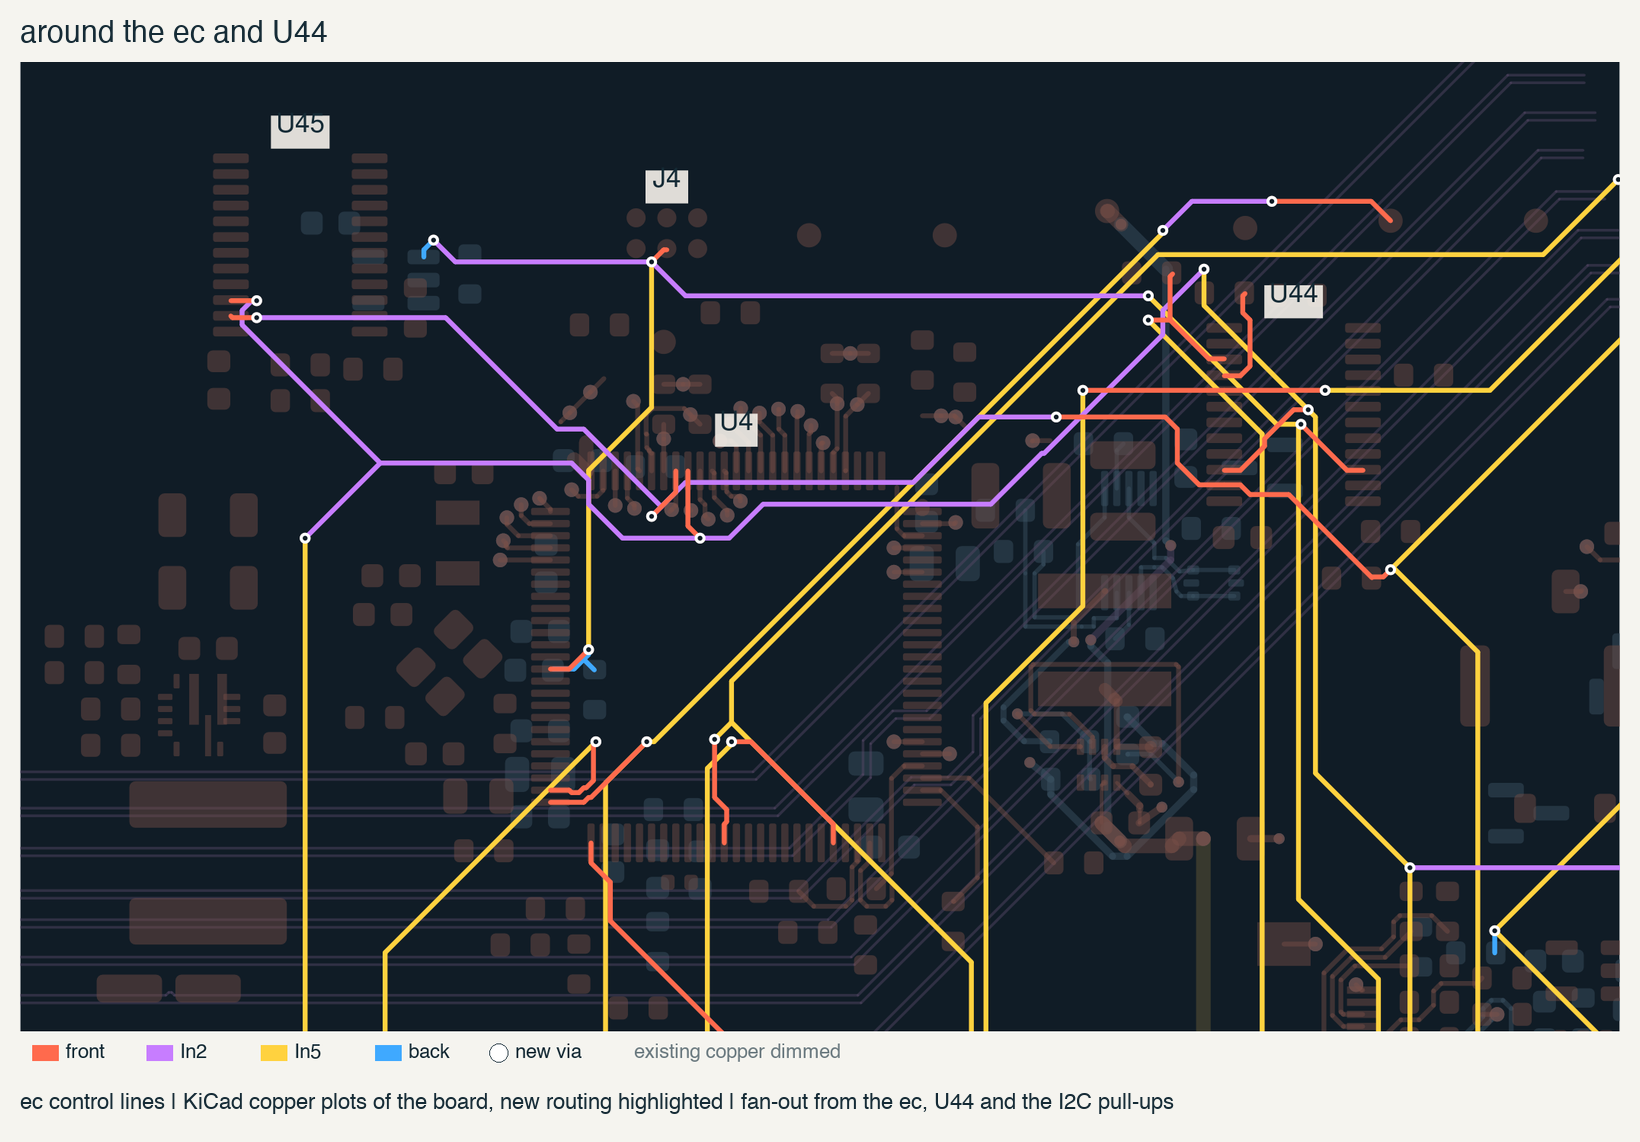 around the ec and U44
U45
J4
U44
U4
front
In2
In5
back
new via
existing copper dimmed
ec control lines | KiCad copper plots of the board, new routing highlighted | fan-out from the ec, U44 and the I2C pull-ups